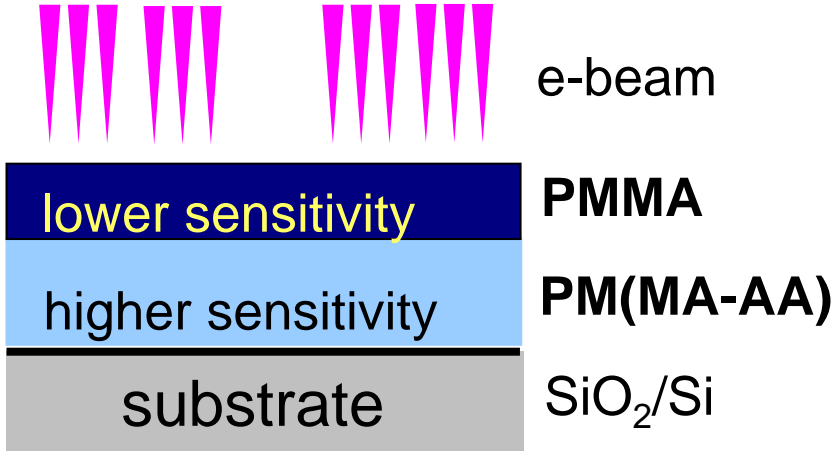 e-beam
lower sensitivity
PMMA
higher sensitivity
PM(MA-AA)
substrate
SiO₂/Si